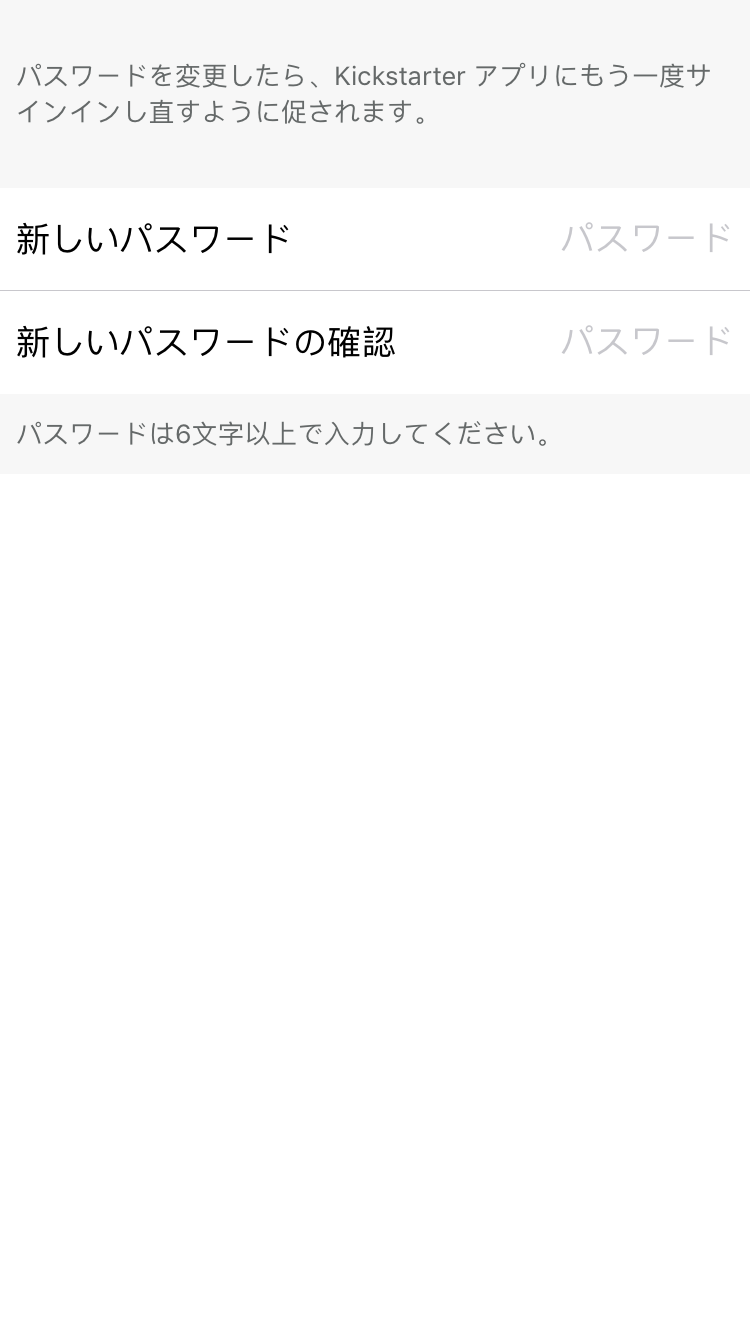 パスワードを変更したら、Kickstarter アプリにもう一度サ
インインし直すように促されます。
新しいパスワード パスワード
新しいパスワードの確認 パスワード
パスワードは6文字以上で入力してください。